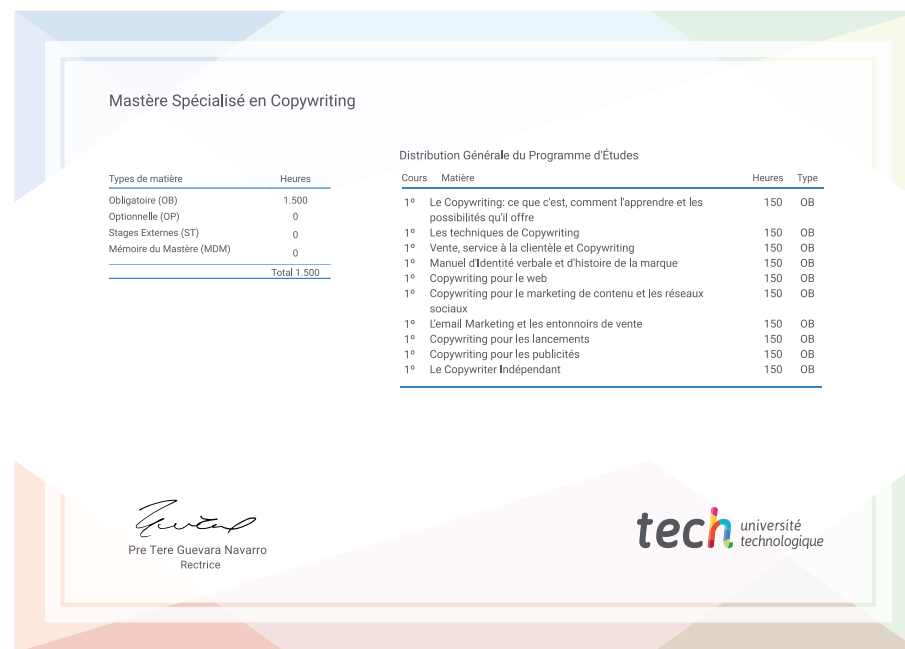 Mastère Spécialisé en Copywriting
Types de matière Heures
Obligatoire (OB) 1.500
Optionnelle (OP) 0
Stages Externes (ST) 0
Mémoire du Mastère (MDM) 0
Total 1.500
Distribution Générale du Programme d'Études
Cours Matière Heures Type
1º Le Copywriting: ce que c'est, comment l'apprendre et les 150 OB
possibilités qu'il offre
1º Les techniques de Copywriting 150 OB
1º Vente, service à la clientèle et Copywriting 150 OB
1º Manuel d'Identité verbale et d'histoire de la marque 150 OB
1º Copywriting pour le web 150 OB
1º Copywriting pour le marketing de contenu et les réseaux 150 OB
sociaux
1º L'email Marketing et les entonnoirs de vente 150 OB
1º Copywriting pour les lancements 150 OB
1º Copywriting pour les publicités 150 OB
1º Le Copywriter Indépendant 150 OB
Pre Tere Guevara Navarro
Rectrice
tech université
technologique